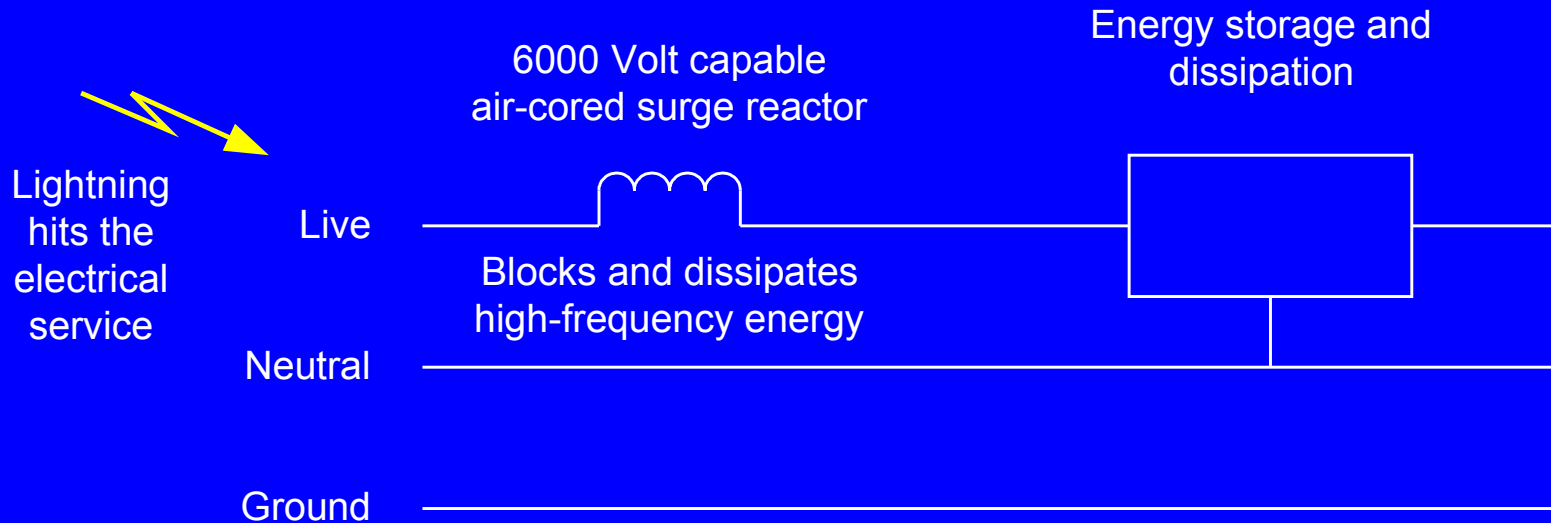 Energy storage and
dissipation
6000 Volt capable
air-cored surge reactor
Lightning
hits the
electrical
service
Live
Blocks and dissipates
high-frequency energy
Neutral
Ground